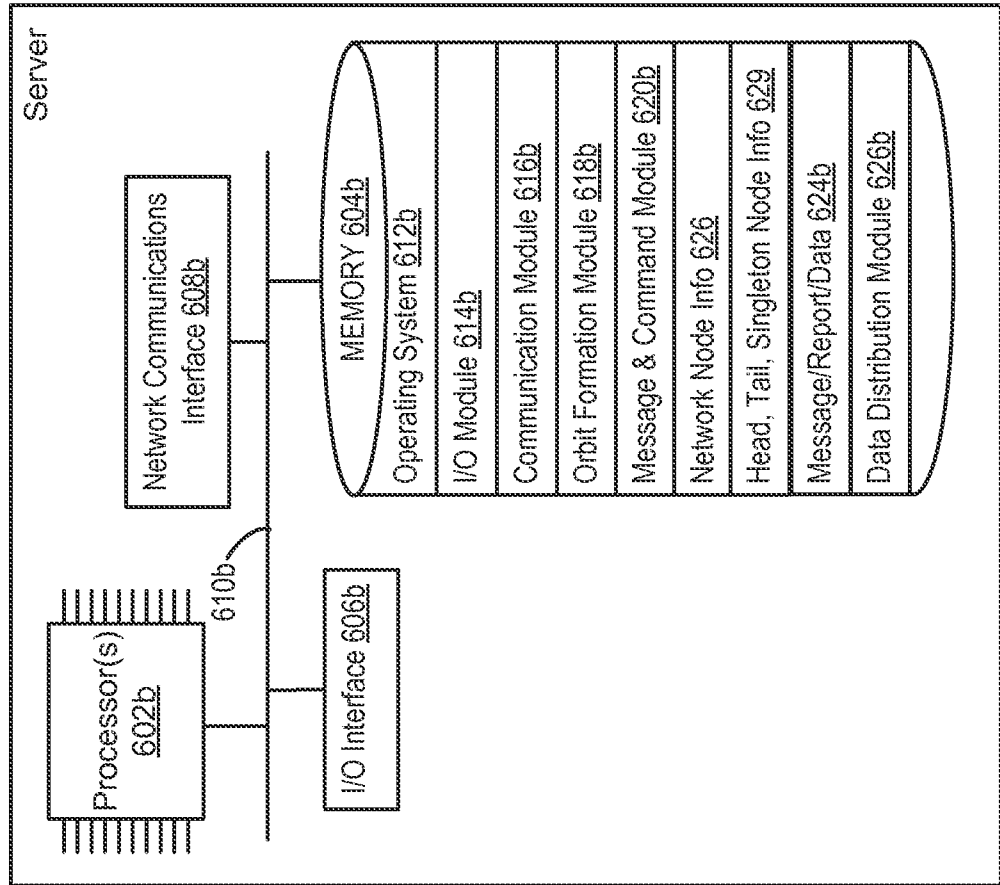 Server
Processor(s)
602b
Network Communications
Interface 608b
610b
I/O Interface 606b
MEMORY 604b
Operating System 612b
I/O Module 614b
Communication Module 616b
Orbit Formation Module 618b
Message & Command Module 620b
Network Node Info 626
Head, Tail, Singleton Node Info 629
Message/Report/Data 624b
Data Distribution Module 626b